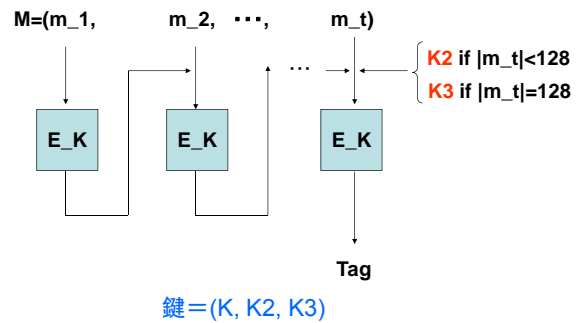 M=(m_1, m_2, ・・・, m_t)
K2 if |m_t|<128
K3 if |m_t|=128
...
E_K E_K E_K
Tag
鍵=(K, K2, K3)